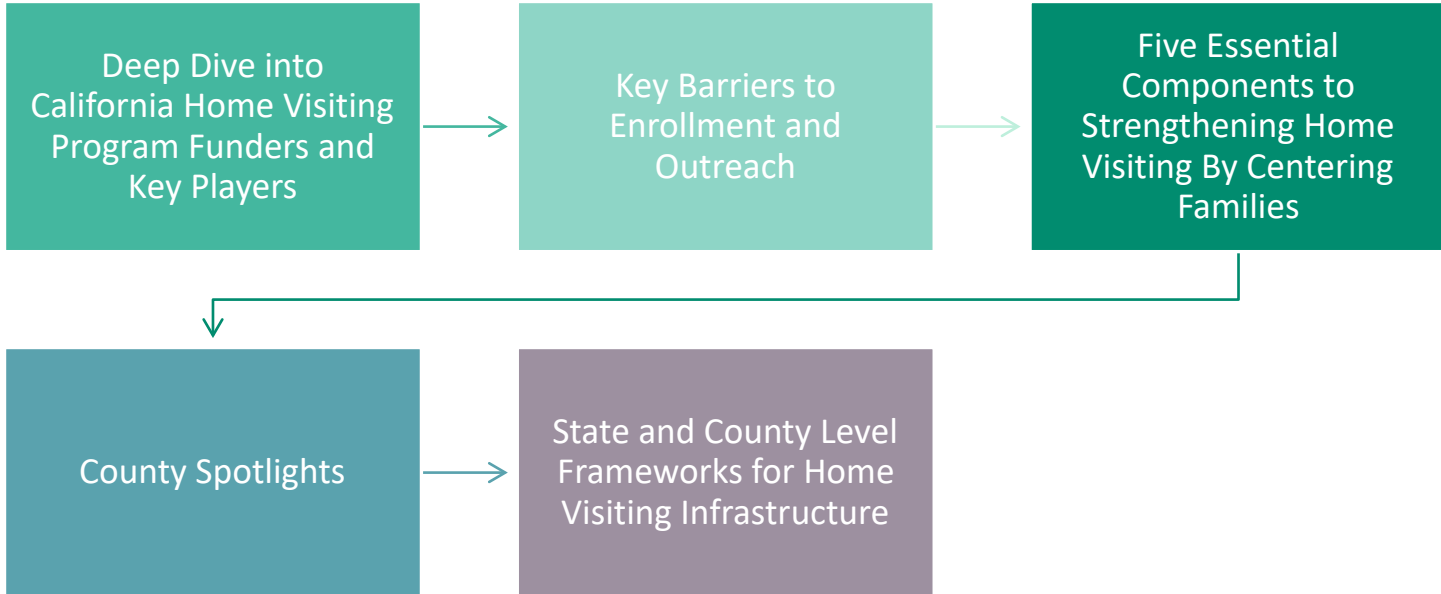 Deep Dive into
California Home Visiting
Program Funders and
Key Players
Key Barriers to
Enrollment and
Outreach
Five Essential
Components to
Strengthening Home
Visiting By Centering
Families
County Spotlights
State and County Level
Frameworks for Home
Visiting Infrastructure